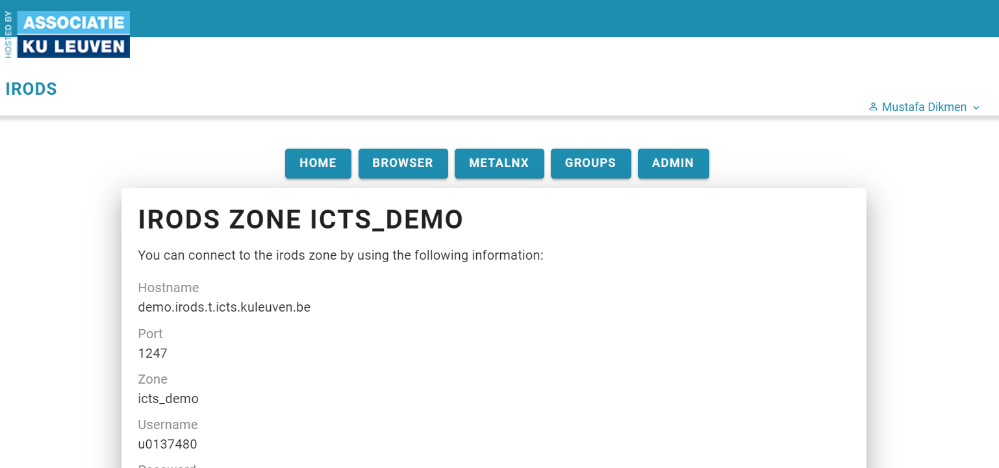 HOSTED BY
ASSOCIATIE
KU LEUVEN
IRODS
Mustafa Dikmen
HOME BROWSER METALNX GROUPS ADMIN
IRODS ZONE ICTS_DEMO
You can connect to the irods zone by using the following information:
Hostname
demo.irods.t.icts.kuleuven.be
Port
1247
Zone
icts_demo
Username
u0137480
Password